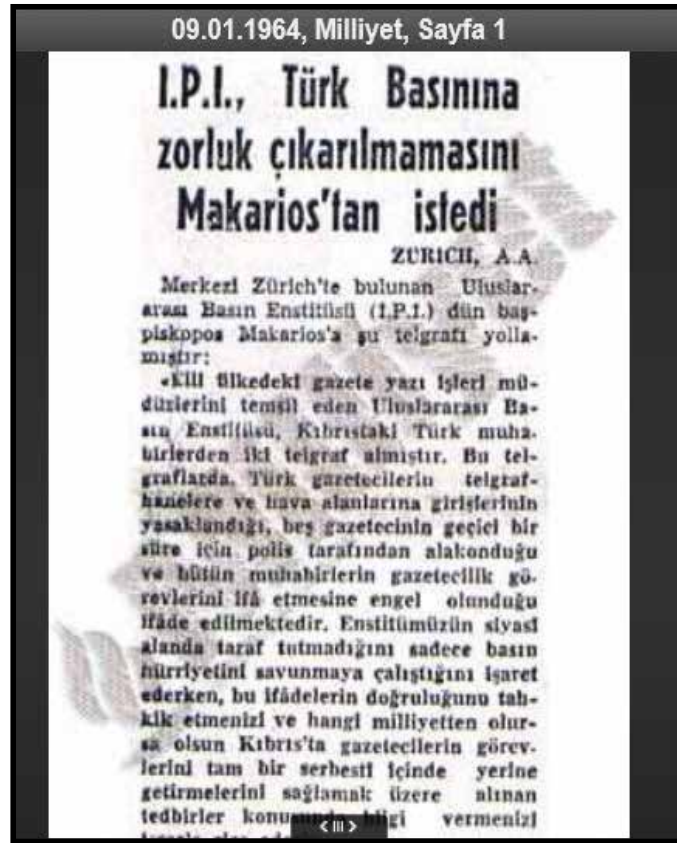 09.01.1964, Milliyet, Sayfa 1
I.P.I., Türk Basınına
zorluk çıkarılmamasını
Makarios'tan istedi
ZÜRICH, A.A.
Merkezi Zürich'te bulunan Uluslar-
arası Basın Enstitüsü (I.P.I.) dün baş-
piskopos Makarios'a şu telgrafı yolla-
mıştır:
ülkedeki gazete yazı işleri mü-
dürlerini temsil eden Uluslararası Ba-
sın Enstitüsü, Kıbrıstaki Türk muha-
birlerden iki telgraf almıştır. Bu tel-
graflarda, Türk gazetecilerin telgraf-
hanelere ve hava alanlarına girişlerinin
yasaklandığı, beş gazetecinin geçici bir
süre için polis tarafından alakonduğu
ve bütün muhabirlerin gazetecilik gö-
revlerini ifâ etmesine engel olunduğu
ifâde edilmektedir. Enstitümüzün siyasî
alanda taraf tutmadığını sadece basın
hürriyetini savunmaya çalıştığını işaret
ederken, bu ifâdelerin doğruluğunu tah-
kik etmenizi ve hangi milliyetten olur-
sa olsun Kıbrıs'ta gazetecilerin görev-
lerini tam bir serbesti içinde yerine
getirmelerini sağlamak üzere alınan
tedbirler konusunda bilgi vermenizi